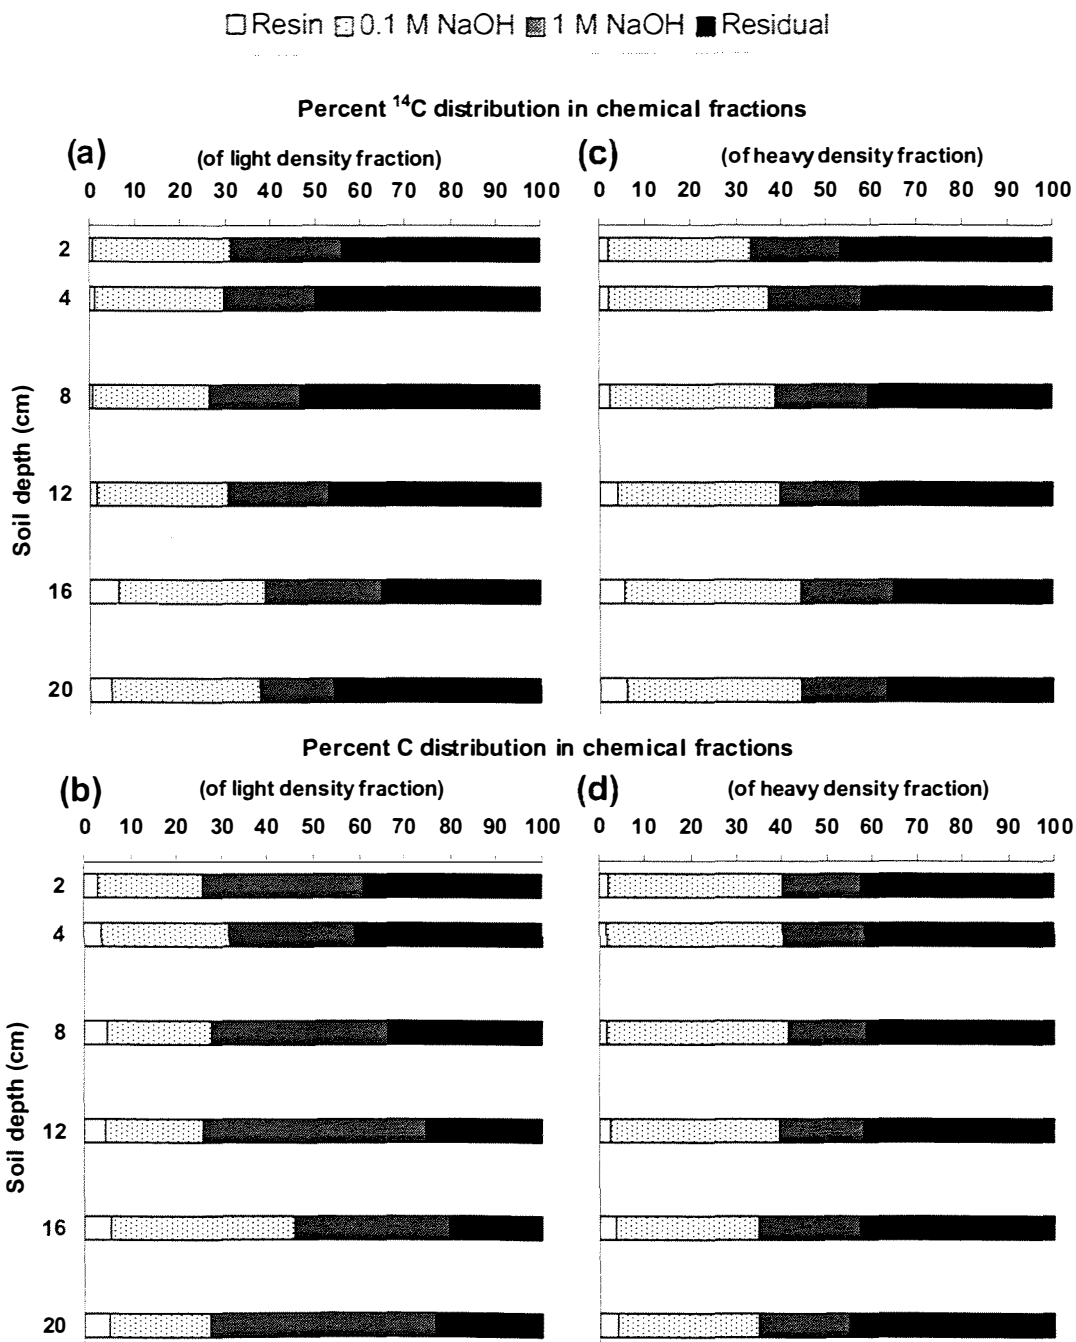 Resin 0.1 M NaOH 1 M NaOH Residual
Percent ¹⁴C distribution in chemical fractions
(a) (of light density fraction)
0 10 20 30 40 50 60 70 80 90 100
(c) (of heavy density fraction)
0 10 20 30 40 50 60 70 80 90 100
Soil depth (cm)
2
4
8
12
16
20
Percent C distribution in chemical fractions
(b) (of light density fraction)
0 10 20 30 40 50 60 70 80 90 100
(d) (of heavy density fraction)
0 10 20 30 40 50 60 70 80 90 100
Soil depth (cm)
2
4
8
12
16
20